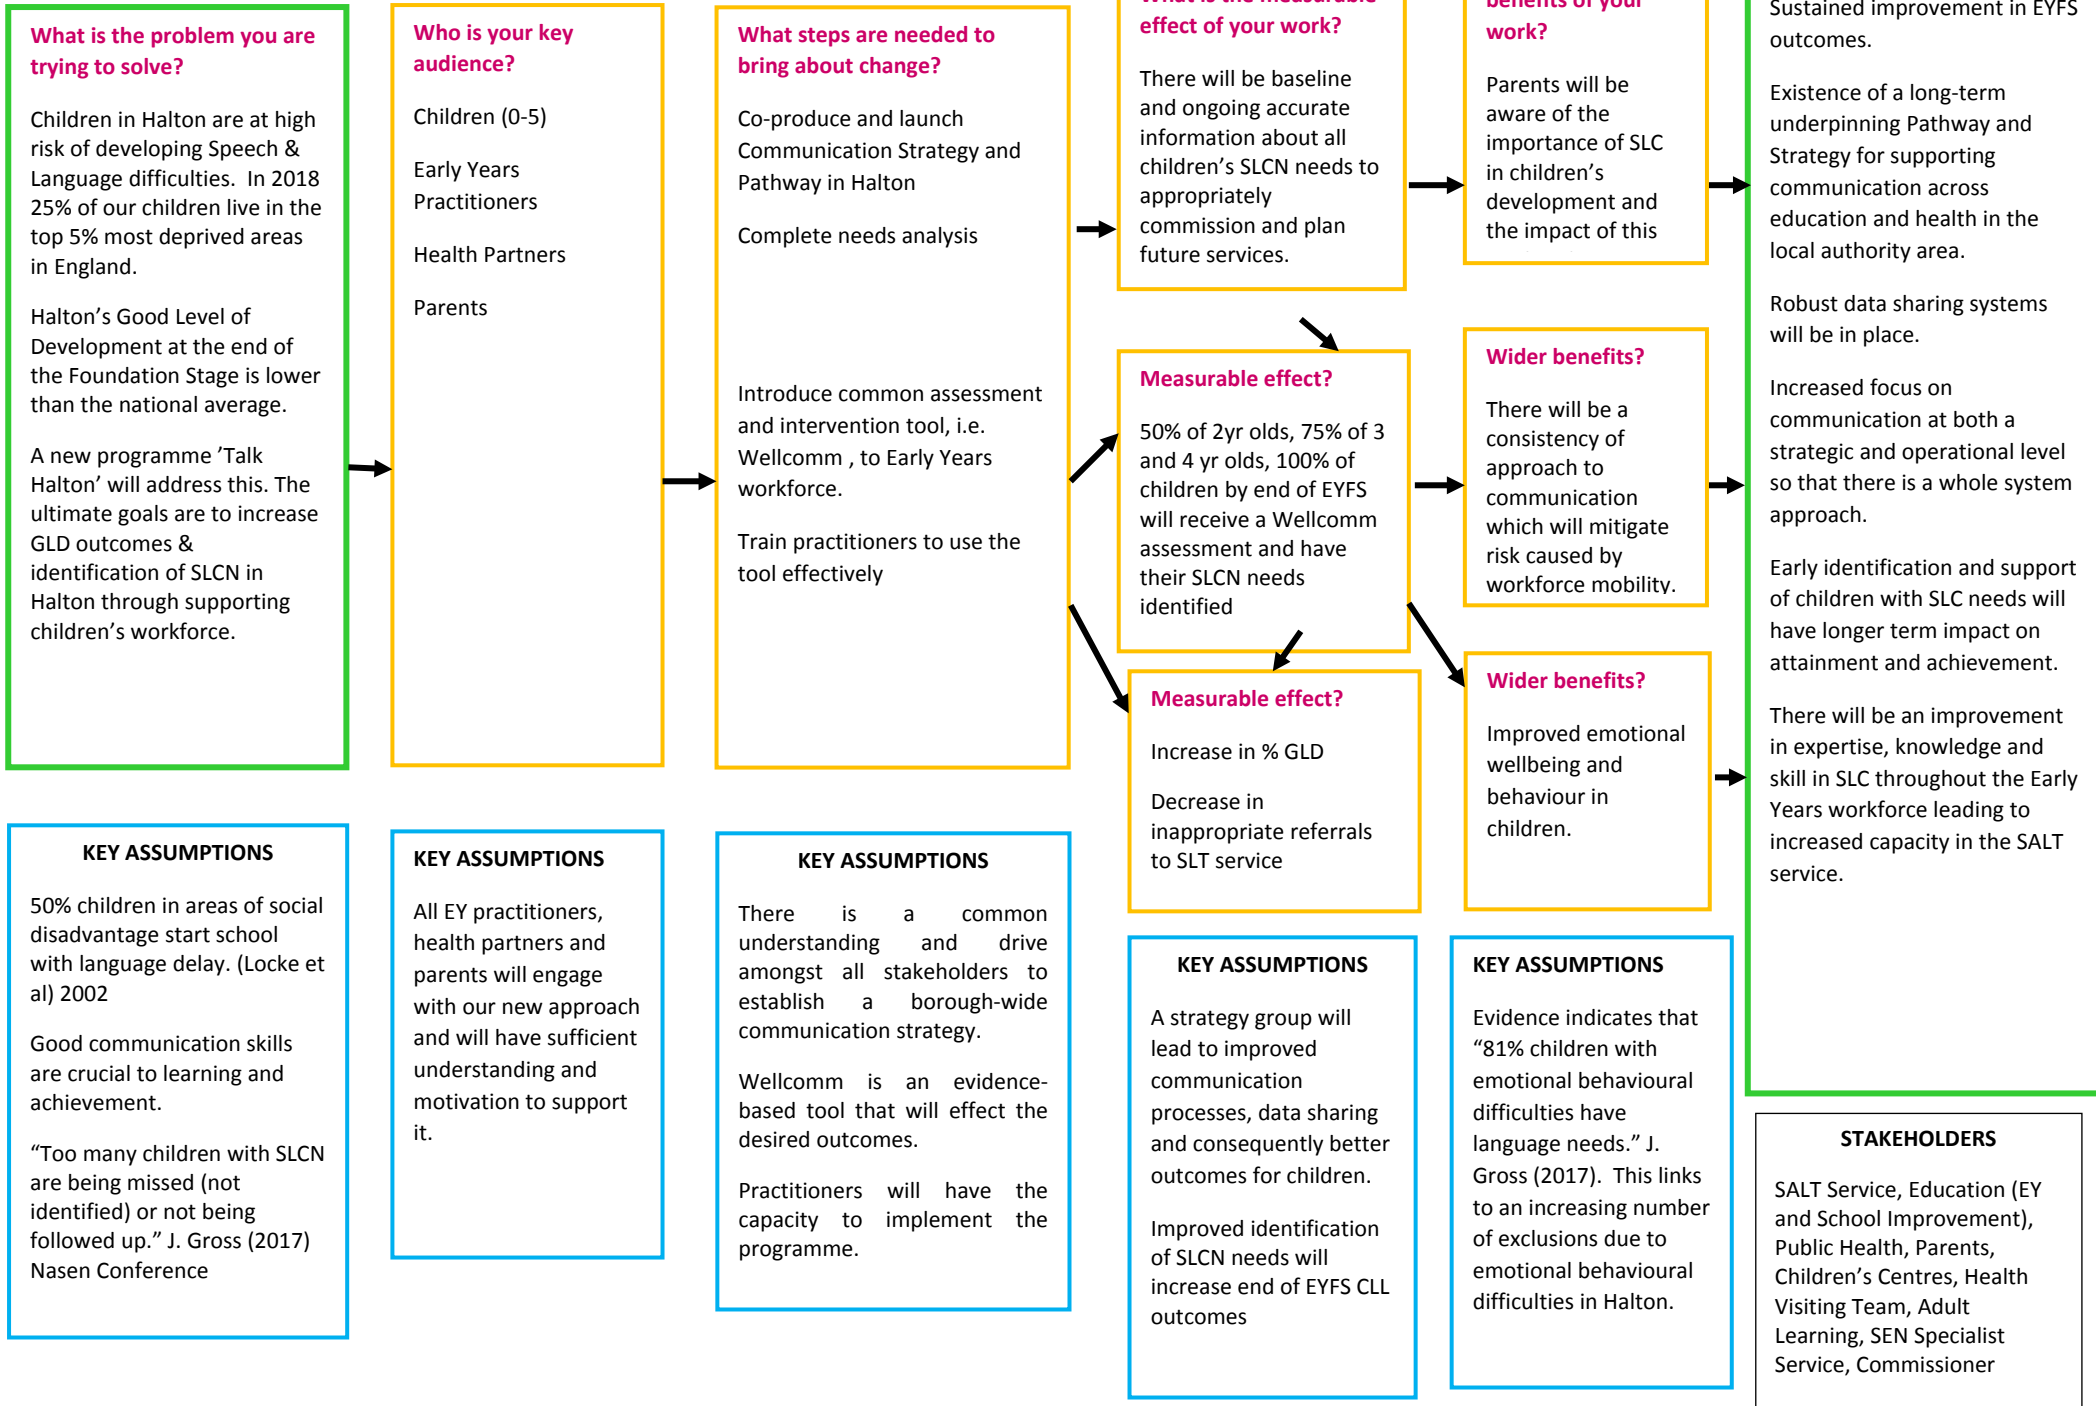 What is the problem you are
trying to solve?
Children in Halton are at high
risk of developing Speech &
Language difficulties.  In 2018
25% of our children live in the
top 5% most deprived areas
in England.
Halton’s Good Level of
Development at the end of
the Foundation Stage is lower
than the national average.
A new programme ’Talk
Halton’ will address this. The
ultimate goals are to increase
GLD outcomes &
identification of SLCN in
Halton through supporting
children’s workforce.
Who is your key
audience?
Children (0-5)
Early Years
Practitioners
Health Partners
Parents
What steps are needed to
bring about change?
Co-produce and launch
Communication Strategy and
Pathway in Halton
Complete needs analysis
Introduce common assessment
and intervention tool, i.e.
Wellcomm , to Early Years
workforce.
Train practitioners to use the
tool effectively
What is the measurable
effect of your work?
There will be baseline
and ongoing accurate
information about all
children’s SLCN needs to
appropriately
commission and plan
future services.
Measurable effect?
50% of 2yr olds, 75% of 3
and 4 yr olds, 100% of
children by end of EYFS
will receive a Wellcomm
assessment and have
their SLCN needs
identified
Measurable effect?
Increase in % GLD
Decrease in
inappropriate referrals
to SLT service
benefits of your
work?
Parents will be
aware of the
importance of SLC
in children’s
development and
the impact of this
Wider benefits?
There will be a
consistency of
approach to
communication
which will mitigate
risk caused by
workforce mobility.
Wider benefits?
Improved emotional
wellbeing and
behaviour in
children.
Sustained improvement in EYFS
outcomes.
Existence of a long-term
underpinning Pathway and
Strategy for supporting
communication across
education and health in the
local authority area.
Robust data sharing systems
will be in place.
Increased focus on
communication at both a
strategic and operational level
so that there is a whole system
approach.
Early identification and support
of children with SLC needs will
have longer term impact on
attainment and achievement.
There will be an improvement
in expertise, knowledge and
skill in SLC throughout the Early
Years workforce leading to
increased capacity in the SALT
service.
KEY ASSUMPTIONS
50% children in areas of social
disadvantage start school
with language delay. (Locke et
al) 2002
Good communication skills
are crucial to learning and
achievement.
“Too many children with SLCN
are being missed (not
identified) or not being
followed up.” J. Gross (2017)
Nasen Conference
KEY ASSUMPTIONS
All EY practitioners,
health partners and
parents will engage
with our new approach
and will have sufficient
understanding and
motivation to support
it.
KEY ASSUMPTIONS
There is a common
understanding and drive
amongst all stakeholders to
establish a borough-wide
communication strategy.
Wellcomm is an evidence-
based tool that will effect the
desired outcomes.
Practitioners will have the
capacity to implement the
programme.
KEY ASSUMPTIONS
A strategy group will
lead to improved
communication
processes, data sharing
and consequently better
outcomes for children.
Improved identification
of SLCN needs will
increase end of EYFS CLL
outcomes
KEY ASSUMPTIONS
Evidence indicates that
“81% children with
emotional behavioural
difficulties have
language needs.” J.
Gross (2017).  This links
to an increasing number
of exclusions due to
emotional behavioural
difficulties in Halton.
STAKEHOLDERS
SALT Service, Education (EY
and School Improvement),
Public Health, Parents,
Children’s Centres, Health
Visiting Team, Adult
Learning, SEN Specialist
Service, Commissioner